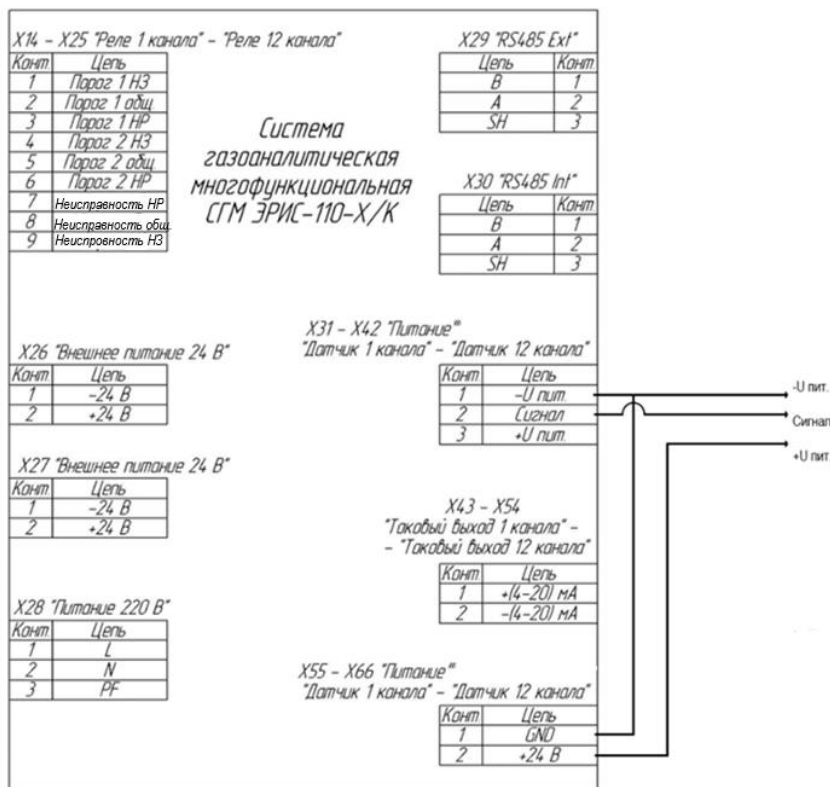 X14 - X25 "Реле 1 канала" - "Реле 12 канала"
Конт Цепь
1 Порог 1 НЗ
2 Порог 1 общ.
3 Порог 1 НР
4 Порог 2 НЗ
5 Порог 2 общ.
6 Порог 2 НР
7 Неисправность НР
8 Неисправность общ.
9 Неисправность НЗ
Система
газоаналитическая
многофункциональная
СГМ ЭРИС-110-X/К
X29 "RS485 Ext"
Цепь Конт
B 1
A 2
SH 3
X30 "RS485 Int"
Цепь Конт
B 1
A 2
SH 3
X26 "Внешнее питание 24 В"
Конт Цепь
1 -24 В
2 +24 В
X31 - X42 "Питание"
"Датчик 1 канала" - "Датчик 12 канала"
Конт Цепь
1 -U пит.
2 Сигнал
3 +U пит.
-U пит.
Сигнал
+U пит.
X27 "Внешнее питание 24 В"
Конт Цепь
1 -24 В
2 +24 В
X43 - X54
"Токовый выход 1 канала" -
- "Токовый выход 12 канала"
Конт Цепь
1 +(4-20) мА
2 -(4-20) мА
X28 "Питание 220 В"
Конт Цепь
1 L
2 N
3 PF
X55 - X66 "Питание"
"Датчик 1 канала" - "Датчик 12 канала"
Конт Цепь
1 GND
2 +24 В